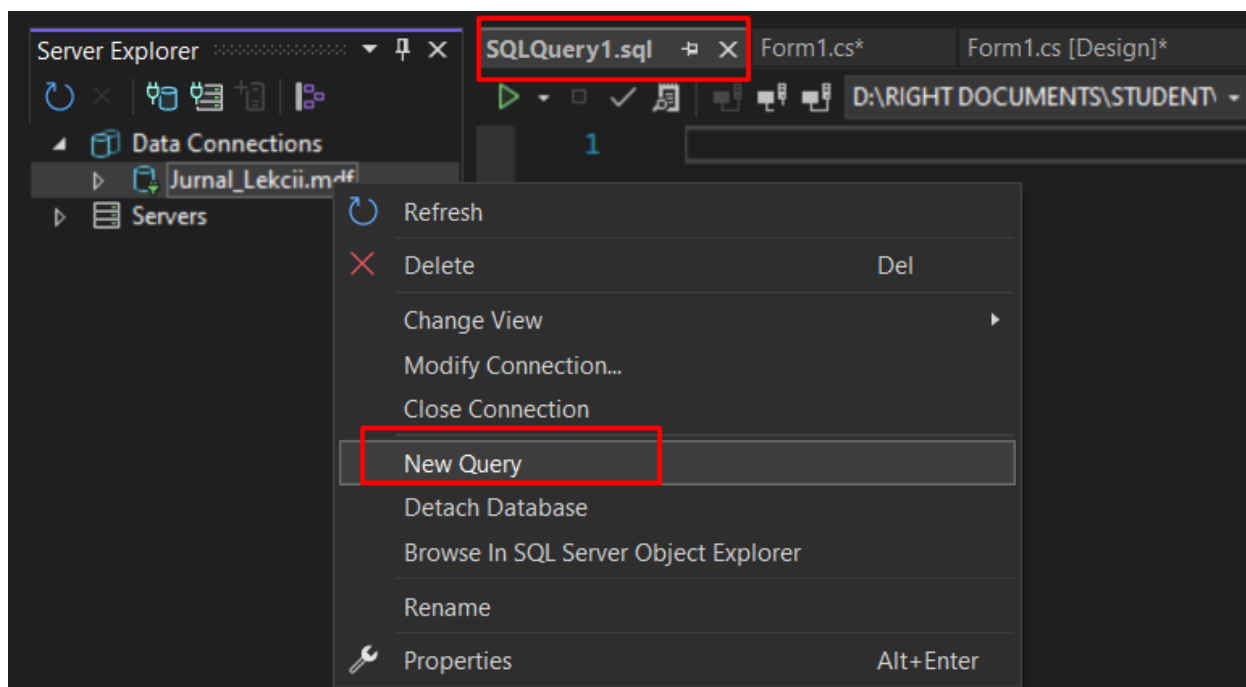 Server Explorer
SQLQuery1.sql Form1.cs* Form1.cs [Design]*
D:\RIGHT DOCUMENTS\STUDENT\
Data Connections
1
Jurnal_Lekcii.mdf
Servers
Refresh
Delete Del
Change View
Modify Connection...
Close Connection
New Query
Detach Database
Browse In SQL Server Object Explorer
Rename
Properties Alt+Enter